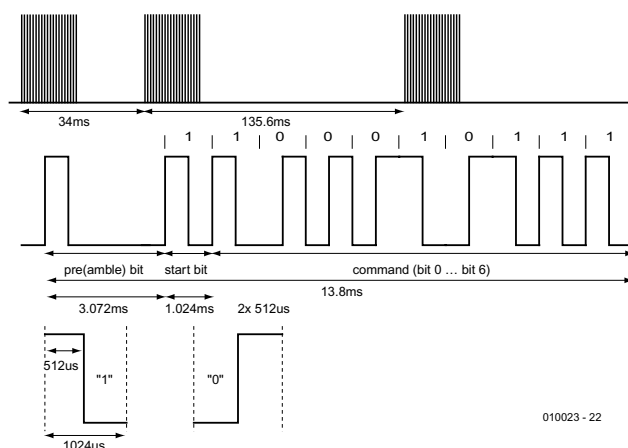 34ms
135.6ms
1 1 0 0 0 1 0 1 1 1
pre(amble) bit start bit command (bit 0 ... bit 6)
13.8ms
3.072ms 1.024ms 2x 512us
512us "1" "0"
1024us
010023 - 22